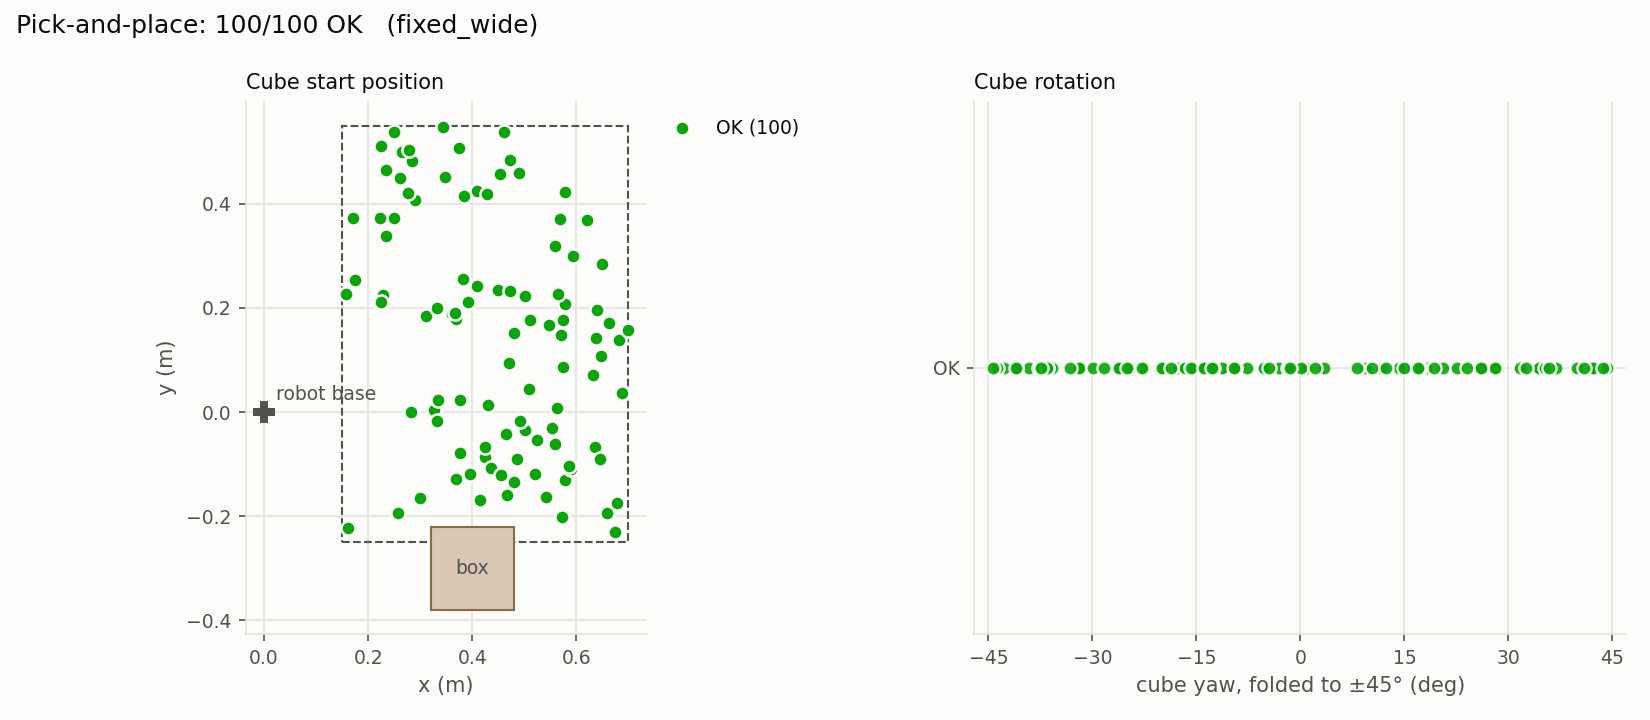 Pick-and-place: 100/100 OK   (fixed_wide)
Cube start position
OK (100)
0.4
0.2
0.0
−0.2
−0.4
y (m)
robot base
box
0.0 0.2 0.4 0.6
x (m)
Cube rotation
OK
−45 −30 −15 0 15 30 45
cube yaw, folded to ±45° (deg)